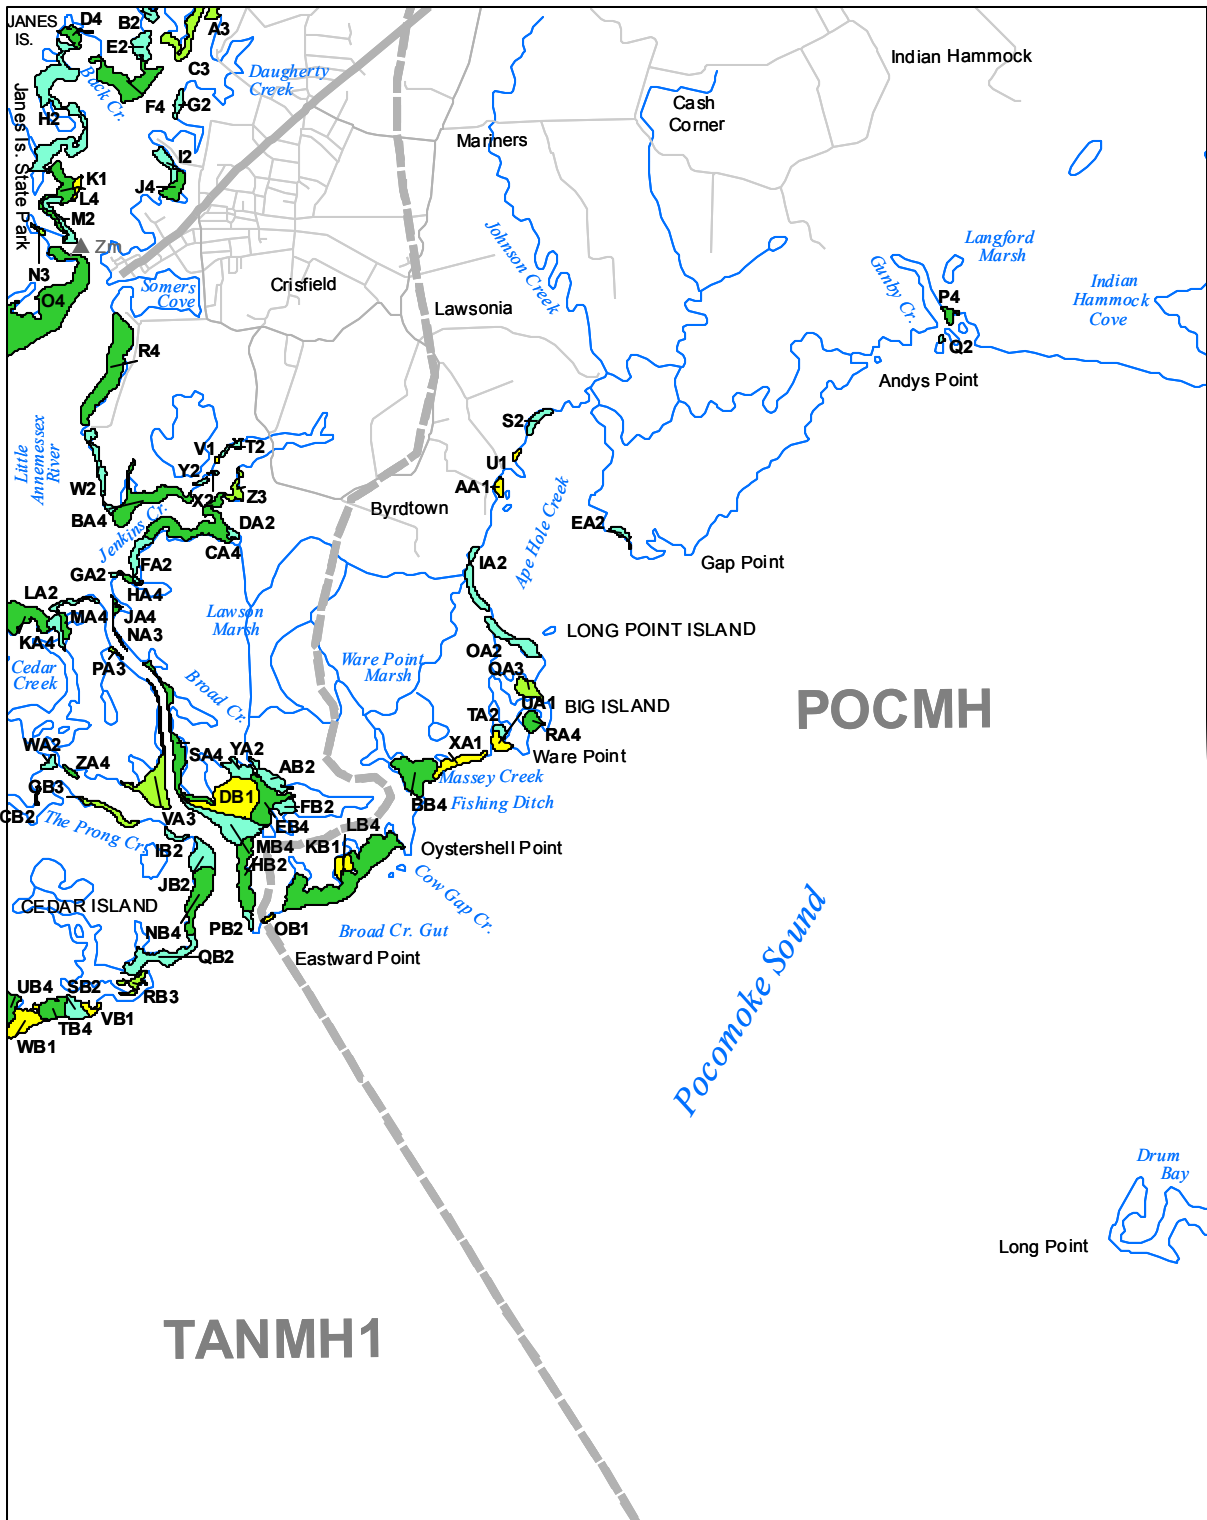 JANES
IS.
D4
B2
A3
E2
C3
Indian Hammock
Back Cr.
Daugherty
Creek
F4
G2
Cash
Corner
H2
Mariners
Janes Is. State Park
I2
K1
J4
L4
M2
Johnson Creek
Langford
Marsh
N3
Gunby Cr.
Indian
Hammock
Cove
Somers
Cove
Crisfield
O4
P4
Lawsonia
R4
Q2
Andys Point
S2
Little
Annemessex
River
V1
T2
U1
Y2
W2
X2
Z3
AA1
BA4
Byrdtown
Jenkins Cr.
DA2
EA2
Ape Hole Creek
CA4
FA2
IA2
Gap Point
GA2
HA4
LA2
MA4
JA4
Lawson
Marsh
NA3
LONG POINT ISLAND
KA4
OA2
Ware Point
Marsh
PA3
QA3
Cedar
Creek
Broad Cr.
UA1
BIG ISLAND
POCMH
TA2
RA4
WA2
SA4
YA2
XA1
Ware Point
ZA4
AB2
Massey Creek
GB3
DB1
FB2
BB4
Fishing Ditch
CB2
VA3
The Prong Cr.
EB4
LB4
IB2
MB4
KB1
Oystershell Point
HB2
JB2
Cow Gap Cr.
CEDAR ISLAND
NB4
PB2
OB1
Broad Cr. Gut
QB2
Eastward Point
UB4
SB2
RB3
VB1
TB4
WB1
Pocomoke Sound
Drum
Bay
Long Point
TANMH1